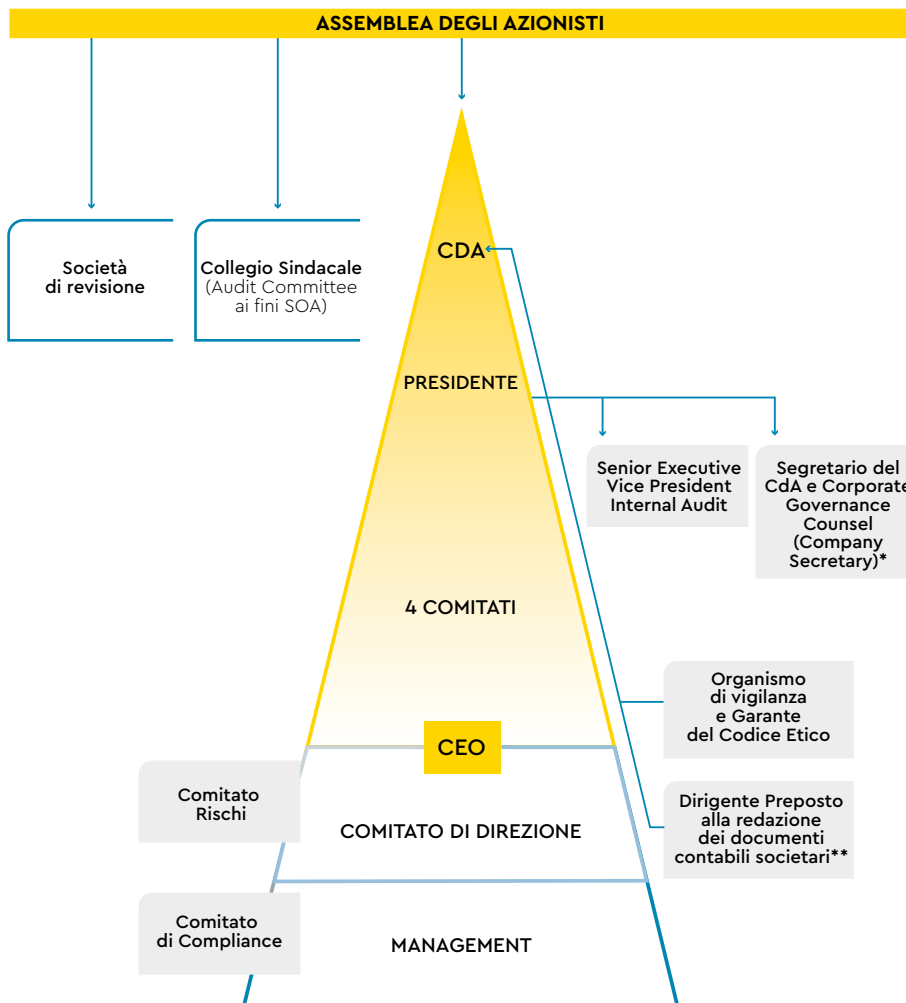 ASSEMBLEA DEGLI AZIONISTI
Società
di revisione
Collegio Sindacale
(Audit Committee
ai fini SOA)
CDA
PRESIDENTE
Senior Executive
Vice President
Internal Audit
Segretario del
CdA e Corporate
Governance
Counsel
(Company
Secretary)*
4 COMITATI
Organismo
di vigilanza
e Garante
del Codice Etico
CEO
Comitato
Rischi
COMITATO DI DIREZIONE
Dirigente Preposto
alla redazione
dei documenti
contabili societari**
Comitato
di Compliance
MANAGEMENT